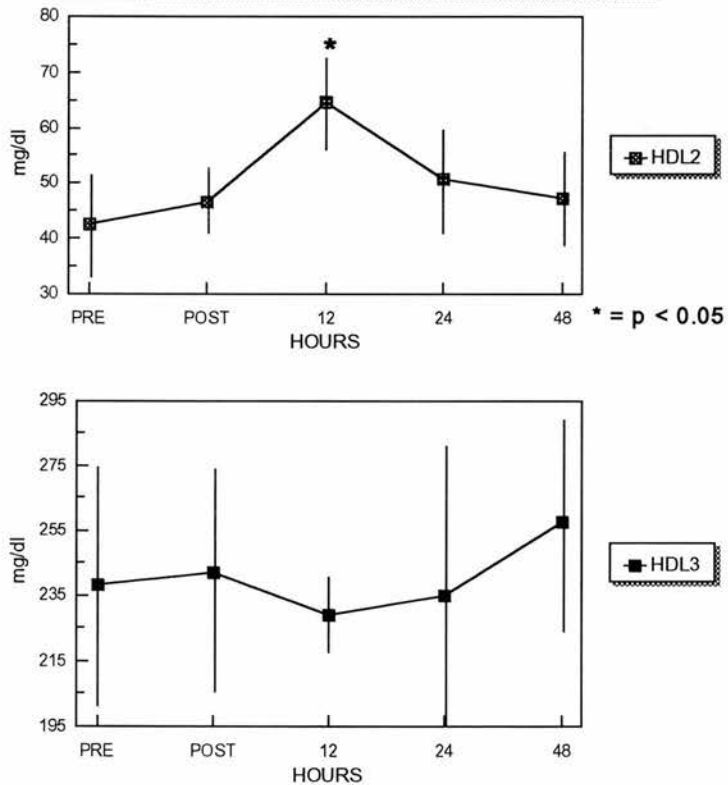 80
70
60
50
40
30
mg/dl
*
PRE POST 12 24 48
HOURS
HDL2
* = p < 0.05
295
275
255
235
215
195
mg/dl
PRE POST 12 24 48
HOURS
HDL3